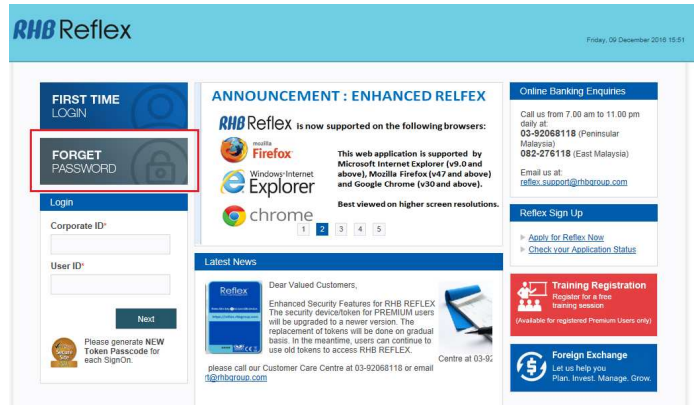 RHB Reflex
Friday, 09 December 2016 15:51
FIRST TIME
LOGIN
FORGET
PASSWORD
Login
Corporate ID*
User ID*
Next
Please generate NEW
Token Passcode for
each SignOn.
ANNOUNCEMENT : ENHANCED RELFEX
RHB Reflex is now supported on the following browsers:
mozilla
Firefox
Windows Internet
Explorer
chrome
This web application is supported by
Microsoft Internet Explorer (v9.0 and
above), Mozilla Firefox (v47 and above)
and Google Chrome (v30 and above).
Best viewed on higher screen resolutions.
1 2 3 4 5
Latest News
Reflex
Dear Valued Customers,
Enhanced Security Features for RHB REFLEX
The security device/token for PREMIUM users
will be upgraded to a newer version. The
replacement of tokens will be done on gradual
basis. In the meantime, users can continue to
use old tokens to access RHB REFLEX.
Centre at 03-92
please call our Customer Care Centre at 03-92068118 or email
rt@rhbgroup.com
Online Banking Enquiries
Call us from 7.00 am to 11.00 pm
daily at:
03-92068118 (Peninsular
Malaysia)
082-276118 (East Malaysia)
Email us at:
reflex.support@rhbgroup.com
Reflex Sign Up
Apply for Reflex Now
Check your Application Status
Training Registration
Register for a free
training session
(Available for registered Premium Users only)
Foreign Exchange
Let us help you
Plan. Invest. Manage. Grow.